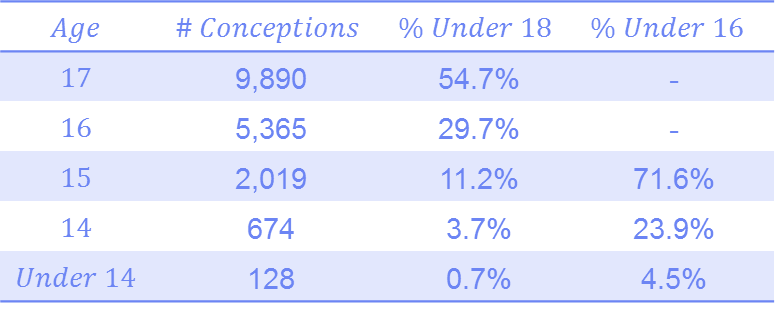 Age # Conceptions % Under 18 % Under 16
17 9,890 54.7% -
16 5,365 29.7% -
15 2,019 11.2% 71.6%
14 674 3.7% 23.9%
Under 14 128 0.7% 4.5%